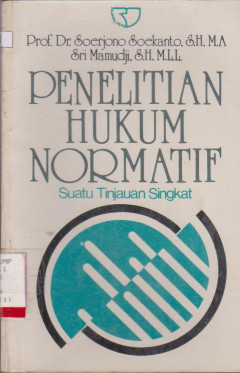 Prof. Dr. Soerjono Soekanto, S.H, M.A
Sri Mamudji, S.H, M.L.L.
PENELITIAN
HUKUM
NORMATIF
Suatu Tinjauan Singkat